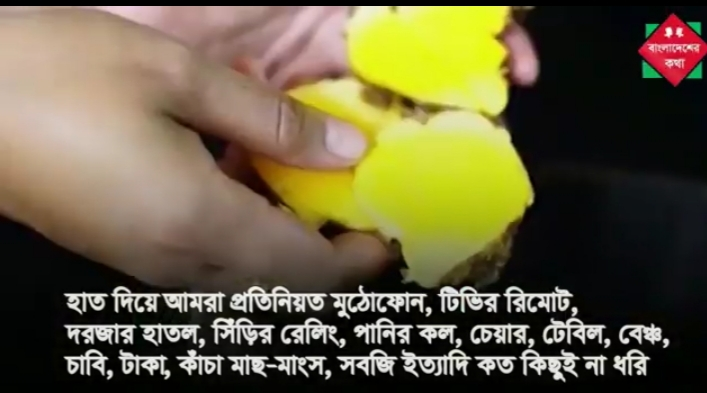 বাংলাদেশের
কথা
হাত দিয়ে আমরা প্রতিনিয়ত মুঠোফোন, টিভির রিমোট,
দরজার হাতল, সিঁড়ির রেলিং, পানির কল, চেয়ার, টেবিল, বেঞ্চ,
চাবি, টাকা, কাঁচা মাছ-মাংস, সবজি ইত্যাদি কত কিছুই না ধরি